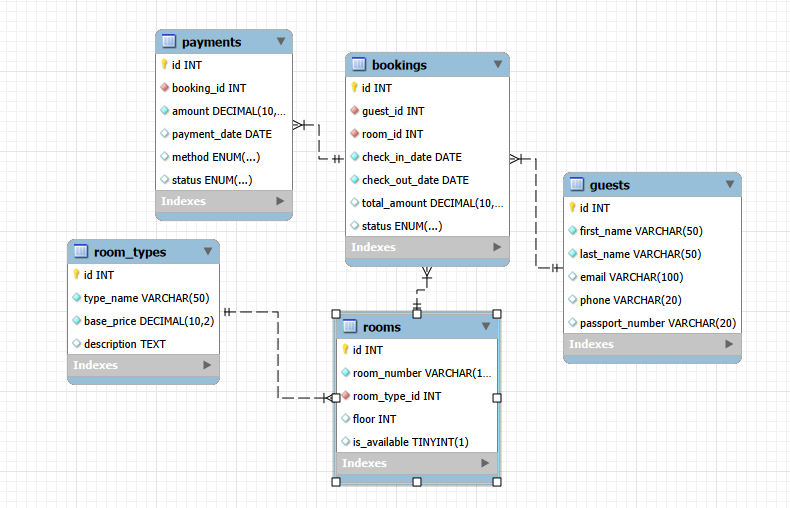 payments
id INT
booking_id INT
amount DECIMAL(10,...
payment_date DATE
method ENUM(...)
status ENUM(...)
Indexes
bookings
id INT
guest_id INT
room_id INT
check_in_date DATE
check_out_date DATE
total_amount DECIMAL(10,...
status ENUM(...)
Indexes
guests
id INT
first_name VARCHAR(50)
last_name VARCHAR(50)
email VARCHAR(100)
phone VARCHAR(20)
passport_number VARCHAR(20)
Indexes
room_types
id INT
type_name VARCHAR(50)
base_price DECIMAL(10,2)
description TEXT
Indexes
rooms
id INT
room_number VARCHAR(1...
room_type_id INT
floor INT
is_available TINYINT(1)
Indexes